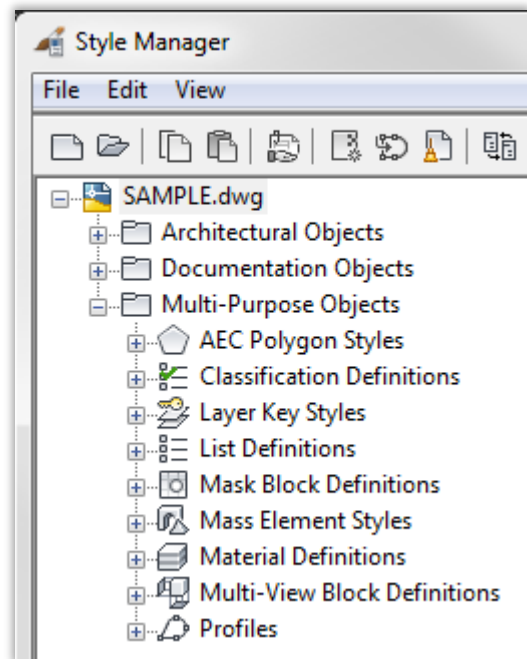 Style Manager
File Edit View
SAMPLE.dwg
Architectural Objects
Documentation Objects
Multi-Purpose Objects
AEC Polygon Styles
Classification Definitions
Layer Key Styles
List Definitions
Mask Block Definitions
Mass Element Styles
Material Definitions
Multi-View Block Definitions
Profiles